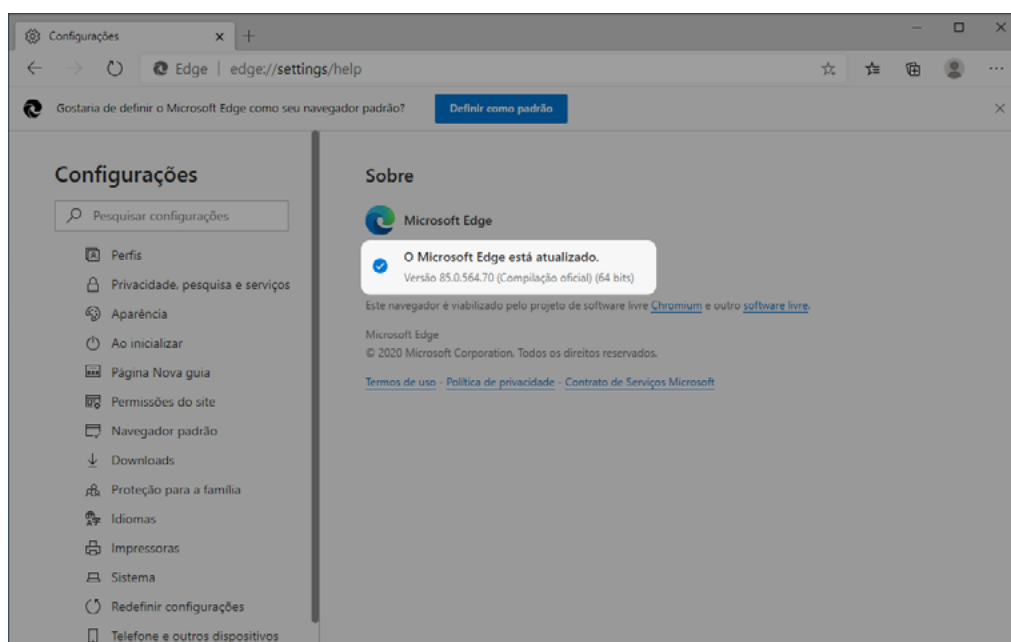 Configurações
Edge | edge://settings/help
Gostaria de definir o Microsoft Edge como seu navegador padrão?
Definir como padrão
Configurações
Pesquisar configurações
Perfis
Privacidade, pesquisa e serviços
Aparência
Ao inicializar
Página Nova guia
Permissões do site
Navegador padrão
Downloads
Proteção para a família
Idiomas
Impressoras
Sistema
Redefinir configurações
Telefone e outros dispositivos
Sobre
Microsoft Edge
O Microsoft Edge está atualizado.
Versão 85.0.564.70 (Compilação oficial) (64 bits)
Este navegador é viabilizado pelo projeto de software livre Chromium e outro software livre.
Microsoft Edge
© 2020 Microsoft Corporation. Todos os direitos reservados.
Termos de uso - Política de privacidade - Contrato de Serviços Microsoft